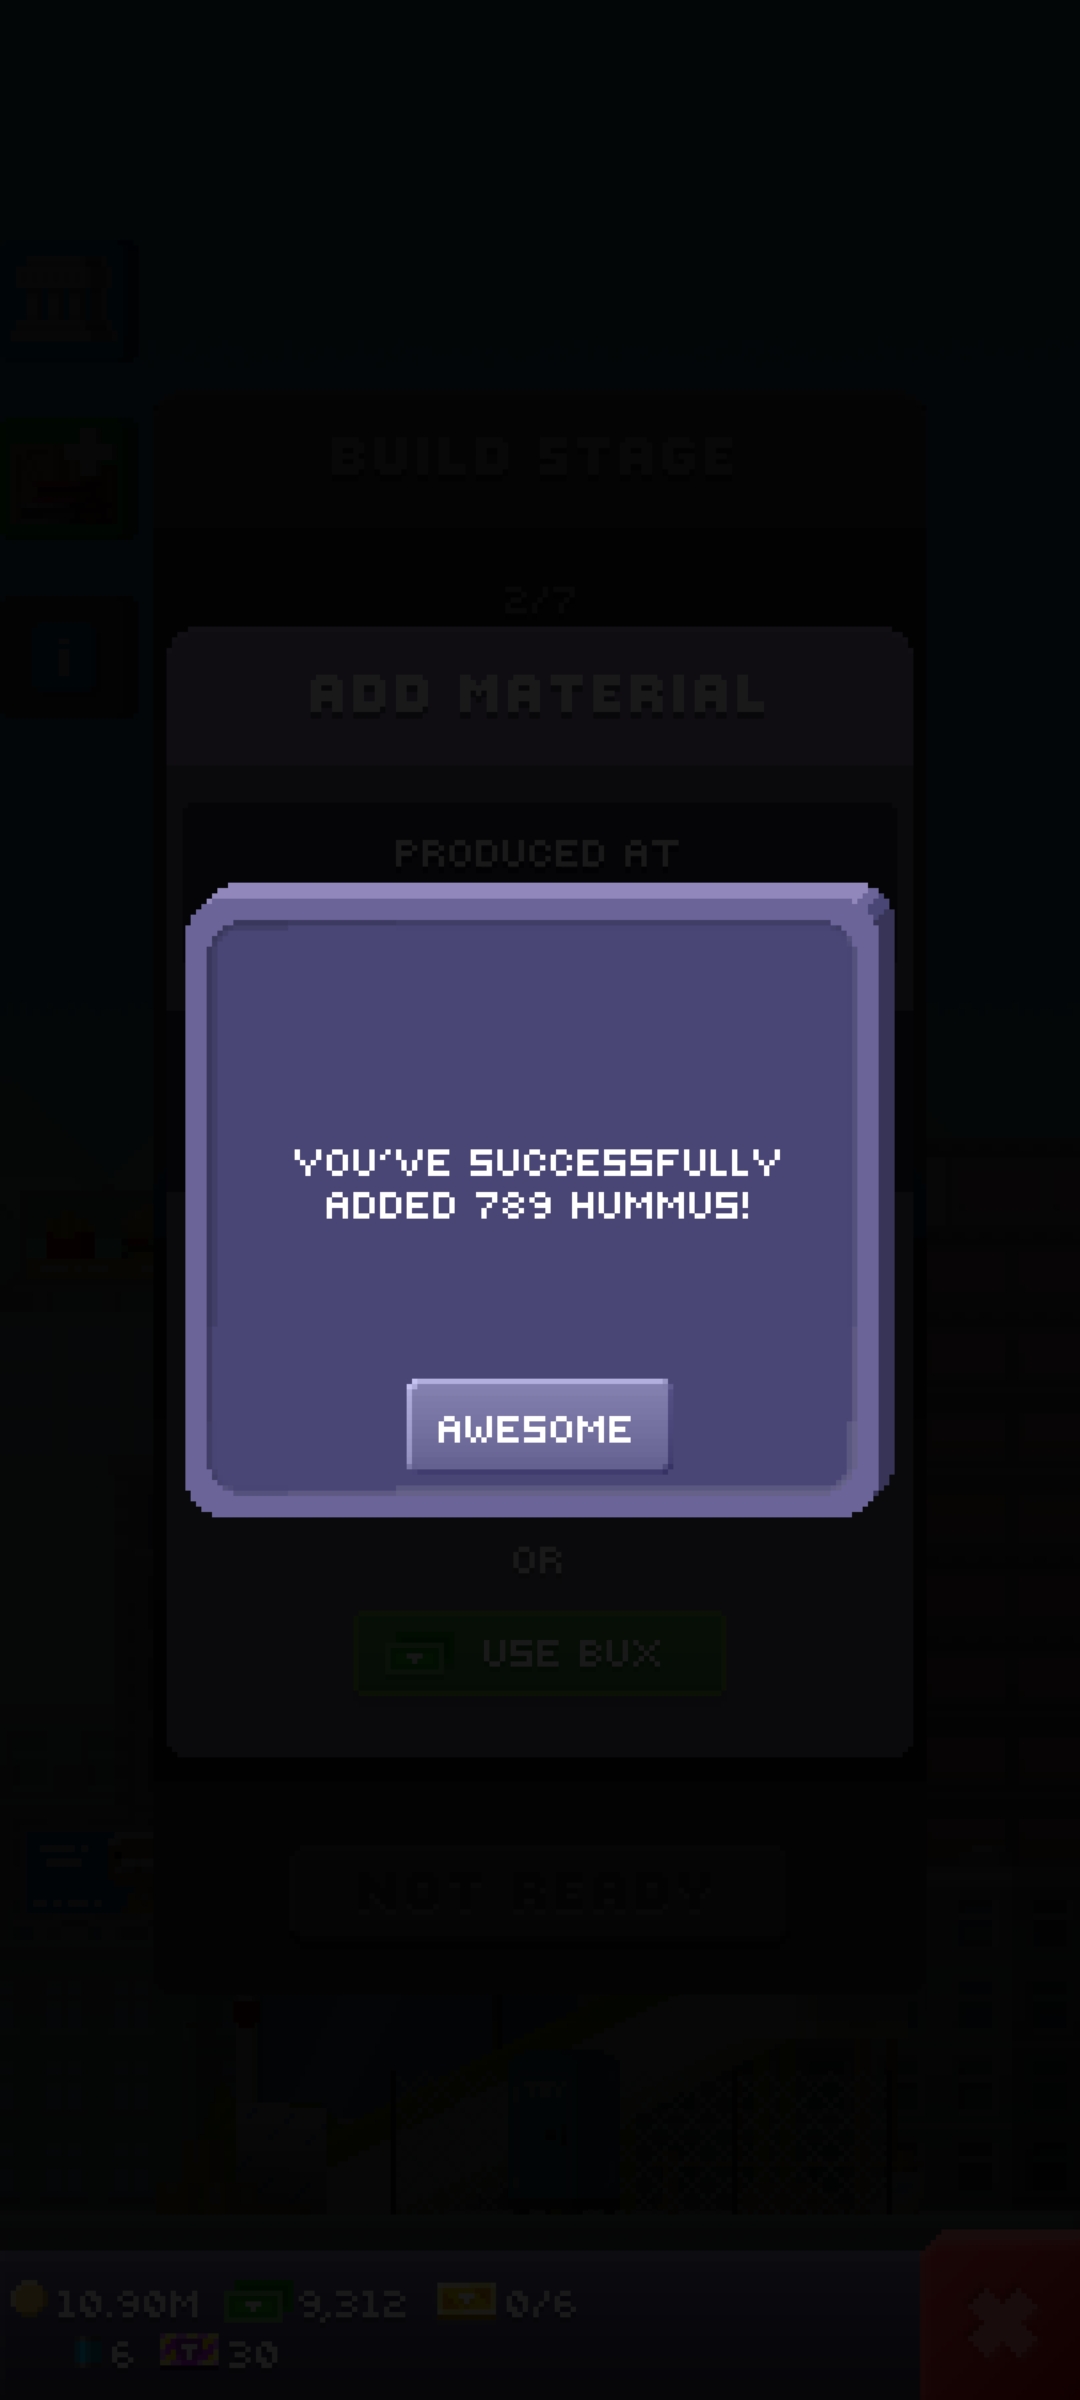 BUILD STAGE
2/7
ADD MATERIAL
PRODUCED AT
YOU'VE SUCCESSFULLY
ADDED 789 HUMMUS!
AWESOME
OR
USE BUX
NOT READY
10.90M 9,312 0/6
6 30